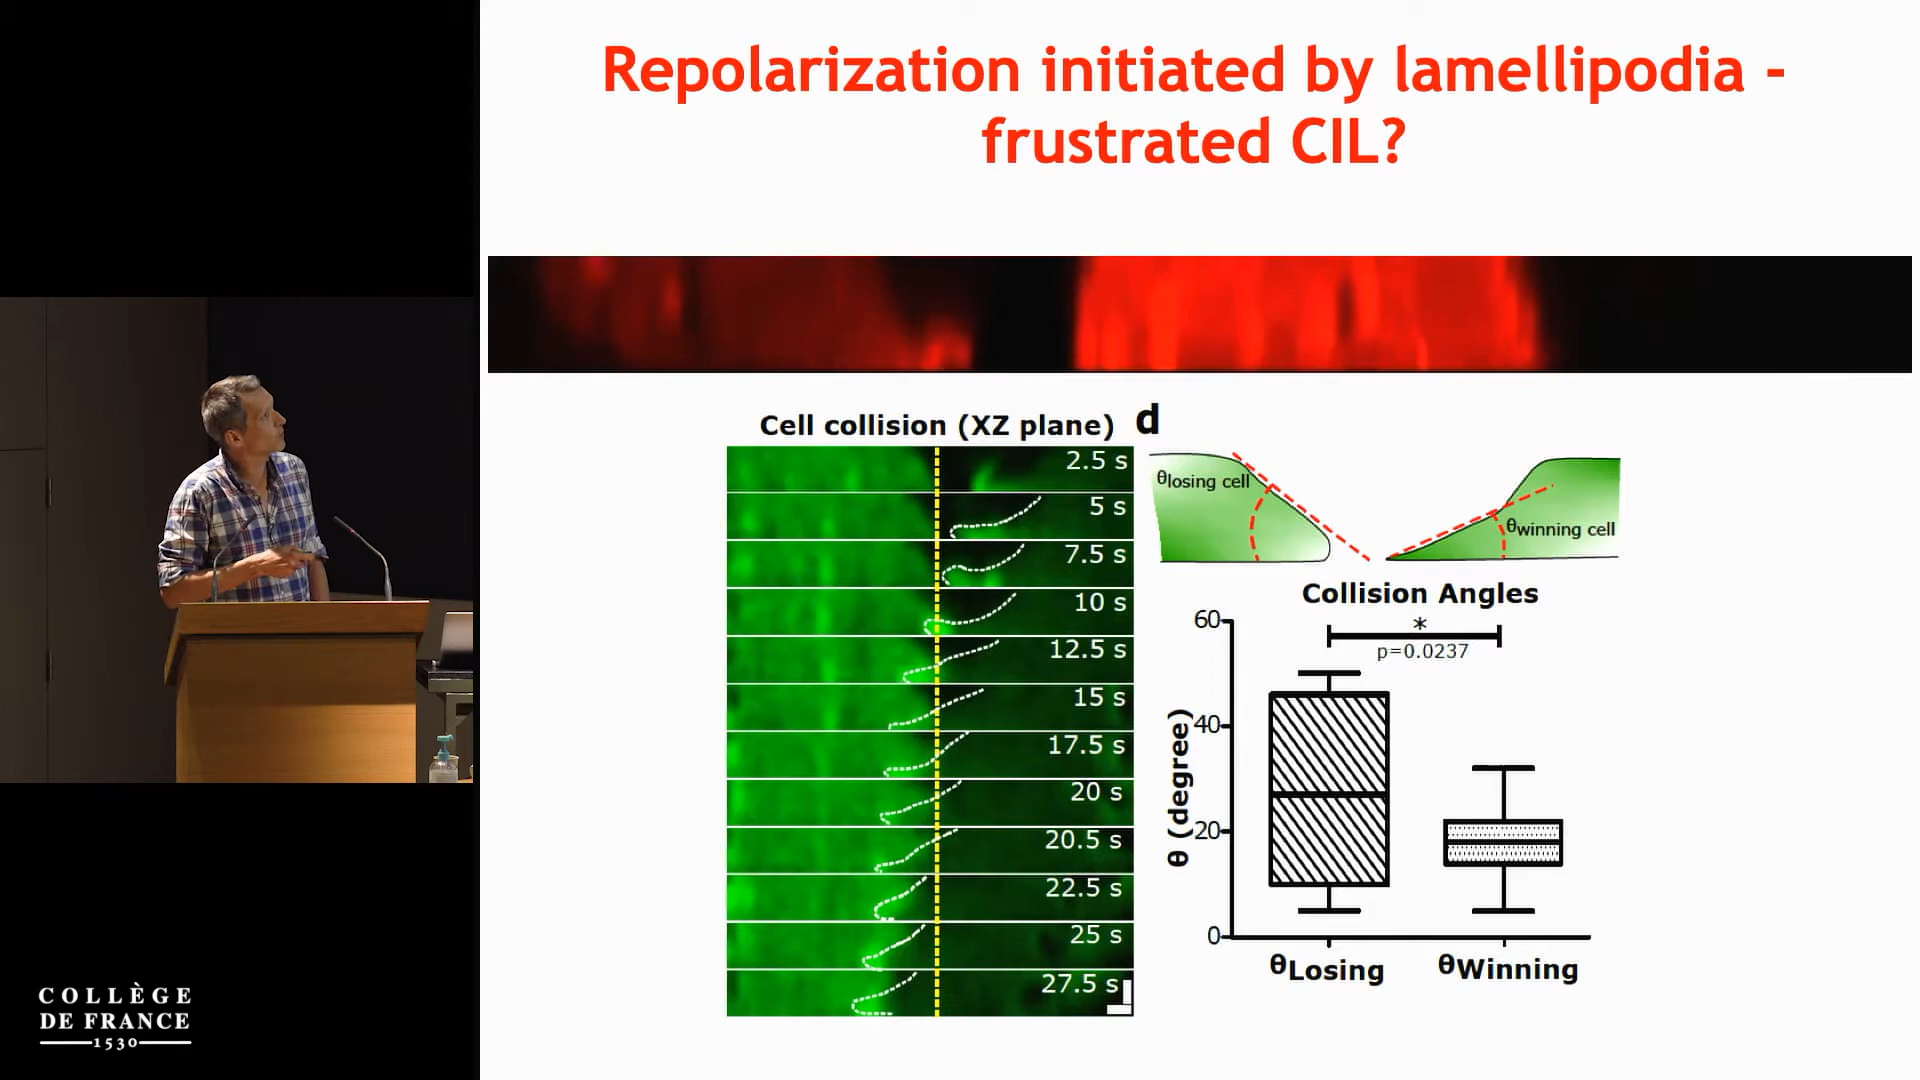 Repolarization initiated by lamellipodia -
frustrated CIL?
Cell collision (XZ plane)
2.5 s
5 s
7.5 s
10 s
12.5 s
15 s
17.5 s
20 s
20.5 s
22.5 s
25 s
27.5 s
d
θlosing cell
θwinning cell
Collision Angles
*
p=0.0237
θ (degree)
60
40
20
0
θLosing
θWinning
COLLÈGE
DE FRANCE
1530